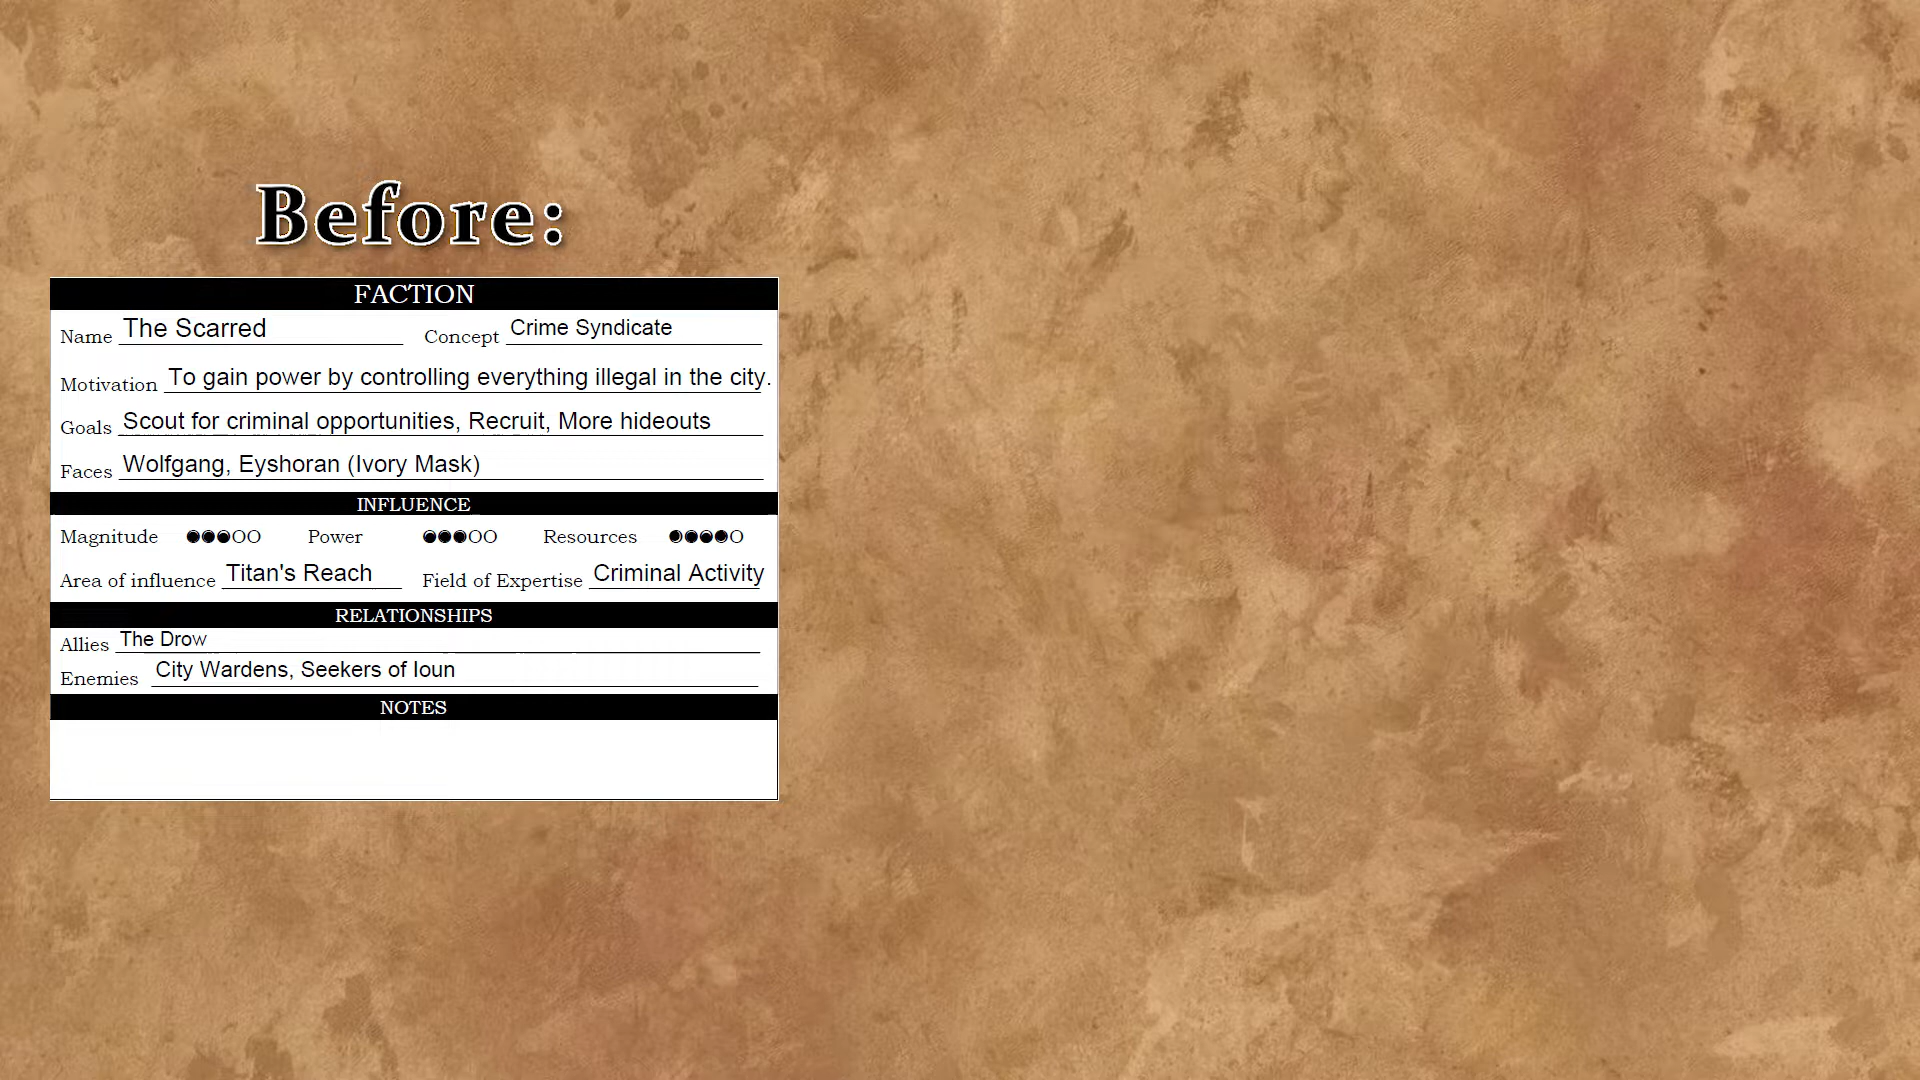 Before:
FACTION
Name The Scarred Concept Crime Syndicate
Motivation To gain power by controlling everything illegal in the city.
Goals Scout for criminal opportunities, Recruit, More hideouts
Faces Wolfgang, Eyshoran (Ivory Mask)
INFLUENCE
Magnitude ●●●○○ Power ●●●○○ Resources ●●●●○
Area of influence Titan's Reach Field of Expertise Criminal Activity
RELATIONSHIPS
Allies The Drow
Enemies City Wardens, Seekers of Ioun
NOTES